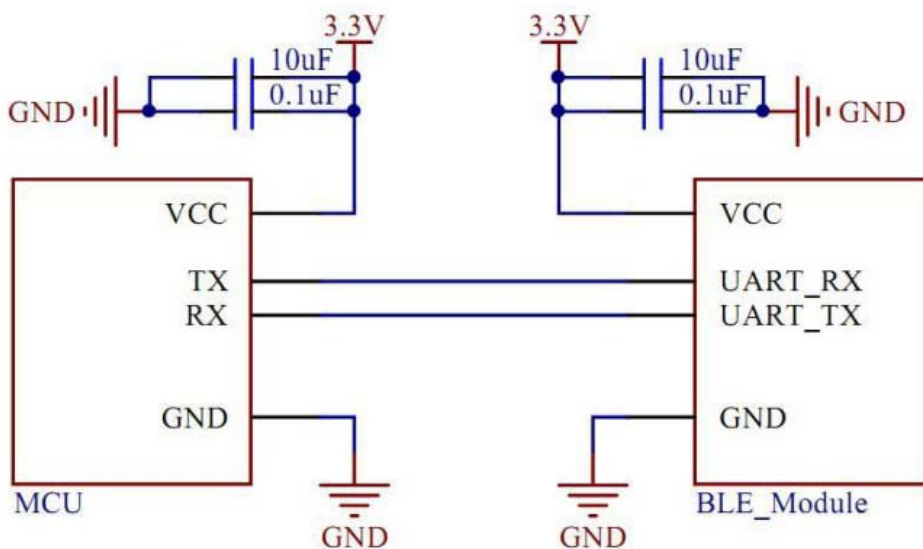 3.3V
3.3V
10uF
10uF
GND
0.1uF
0.1uF
GND
VCC
VCC
TX
UART_RX
RX
UART_TX
GND
GND
MCU
BLE_Module
GND
GND